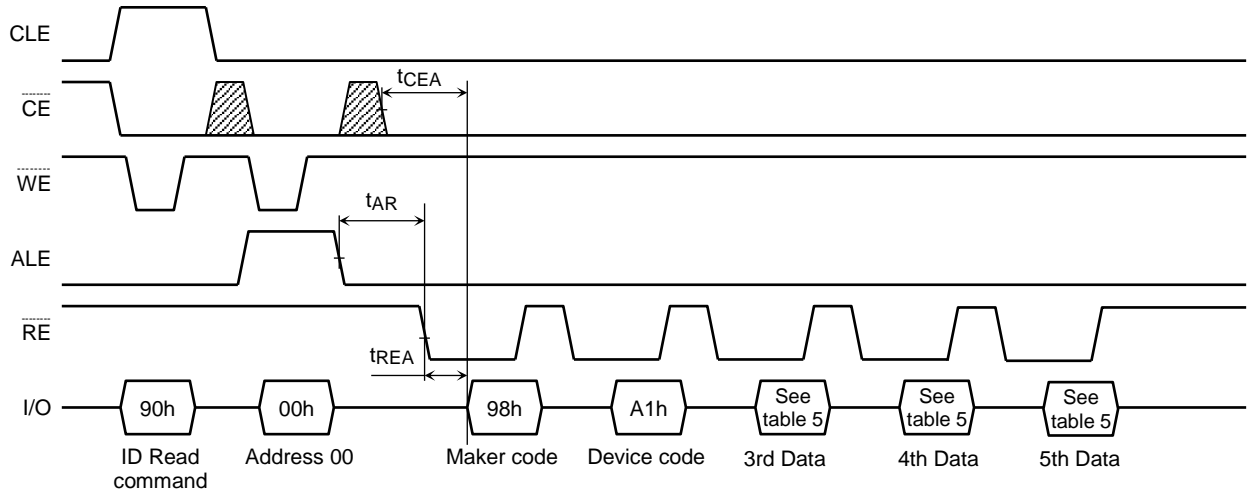 CLE
tCEA
CE
WE
tAR
ALE
RE
tREA
I/O
90h
00h
98h
A1h
See
table 5
See
table 5
See
table 5
ID Read
command
Address 00
Maker code
Device code
3rd Data
4th Data
5th Data